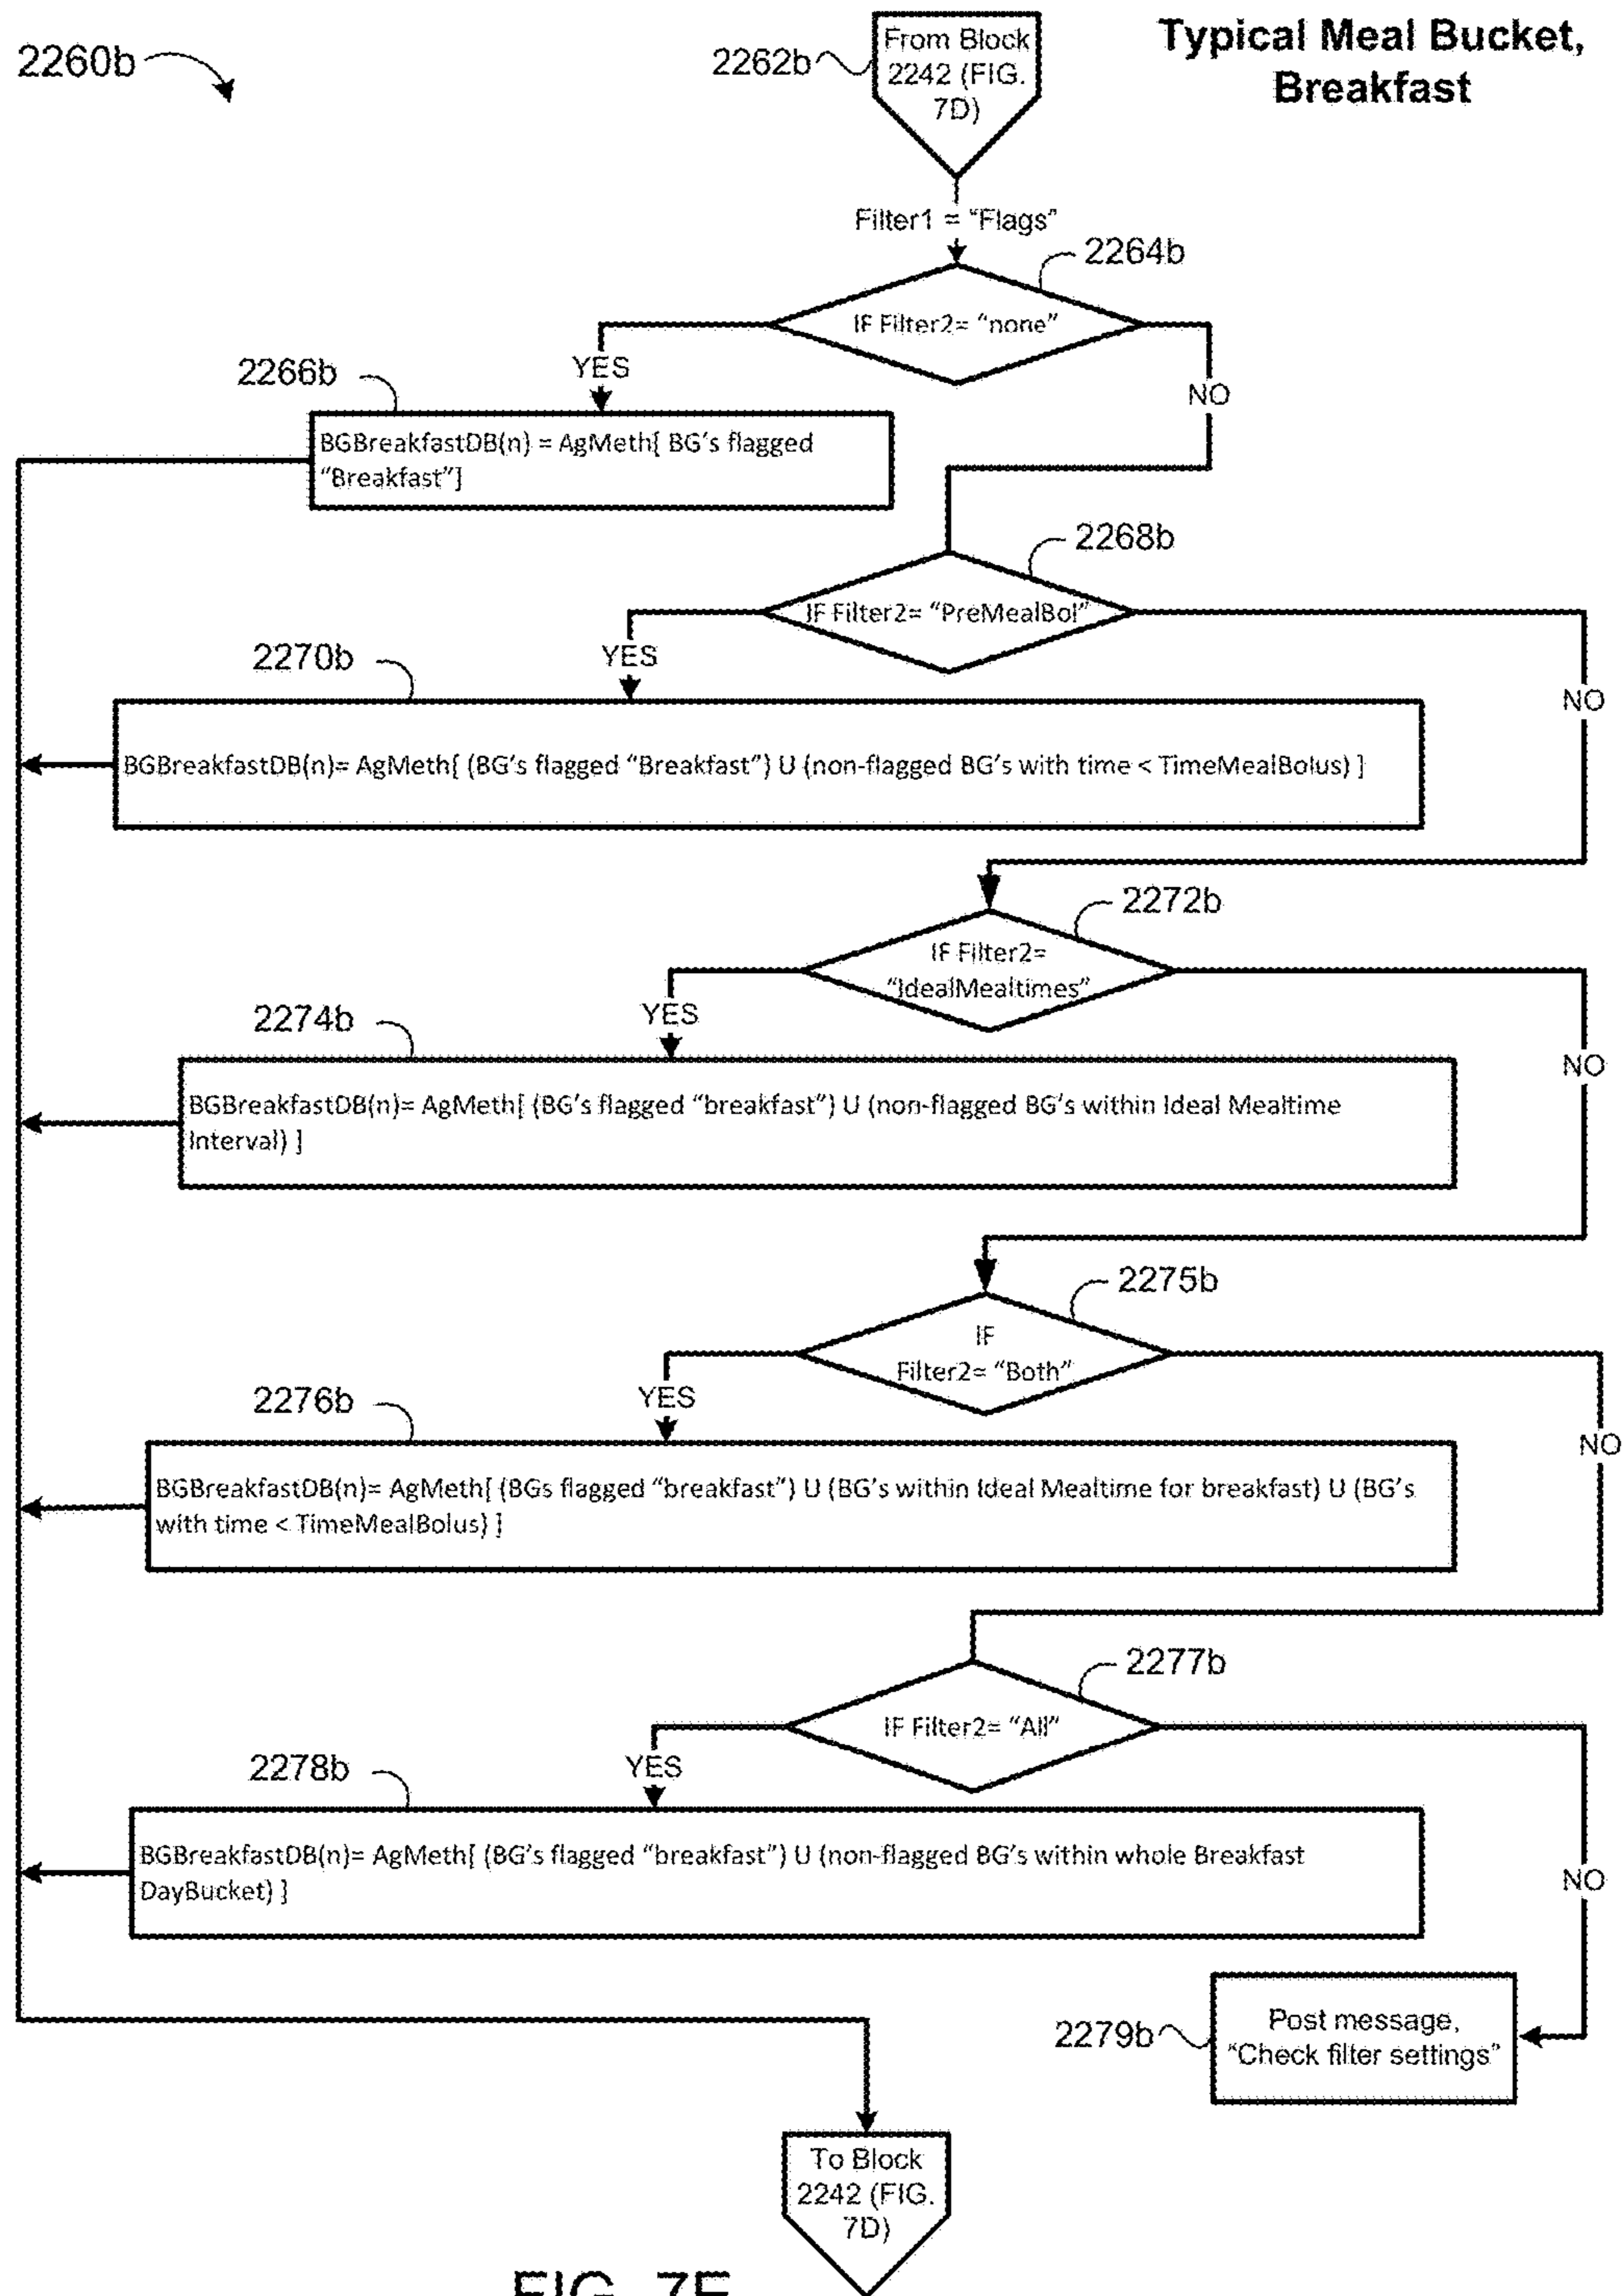 2260b
2262b
From Block
2242 (FIG.
7D)
Typical Meal Bucket,
Breakfast
Filter1 = "Flags"
2264b
IF Filter2= "none"
YES
NO
2266b
BGBreakfastDB(n) = AgMeth[ BG's flagged
"Breakfast"]
2268b
IF Filter2= "PreMealBol"
YES
NO
2270b
BGBreakfastDB(n)= AgMeth[ (BG's flagged "Breakfast") U (non-flagged BG's with time < TimeMealBolus) ]
2272b
IF Filter2=
"IdealMealtimes"
YES
NO
2274b
BGBreakfastDB(n)= AgMeth[ (BG's flagged "breakfast") U (non-flagged BG's within Ideal Mealtime
Interval) ]
2275b
IF
Filter2= "Both"
YES
NO
2276b
BGBreakfastDB(n)= AgMeth[ (BGs flagged "breakfast") U (BG's within Ideal Mealtime for breakfast) U (BG's
with time < TimeMealBolus) ]
2277b
IF Filter2= "All"
YES
NO
2278b
BGBreakfastDB(n)= AgMeth[ (BG's flagged "breakfast") U (non-flagged BG's within whole Breakfast
DayBucket) ]
2279b
Post message,
"Check filter settings"
To Block
2242 (FIG.
7D)
FIG.